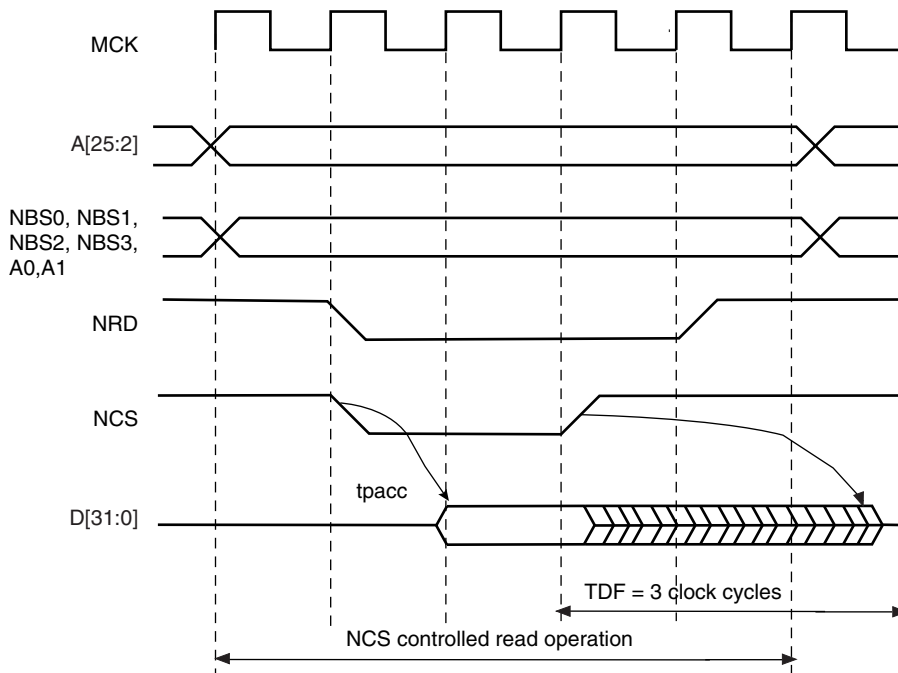 MCK
A[25:2]
NBS0, NBS1,
NBS2, NBS3,
A0,A1
NRD
NCS
tpacc
D[31:0]
TDF = 3 clock cycles
NCS controlled read operation